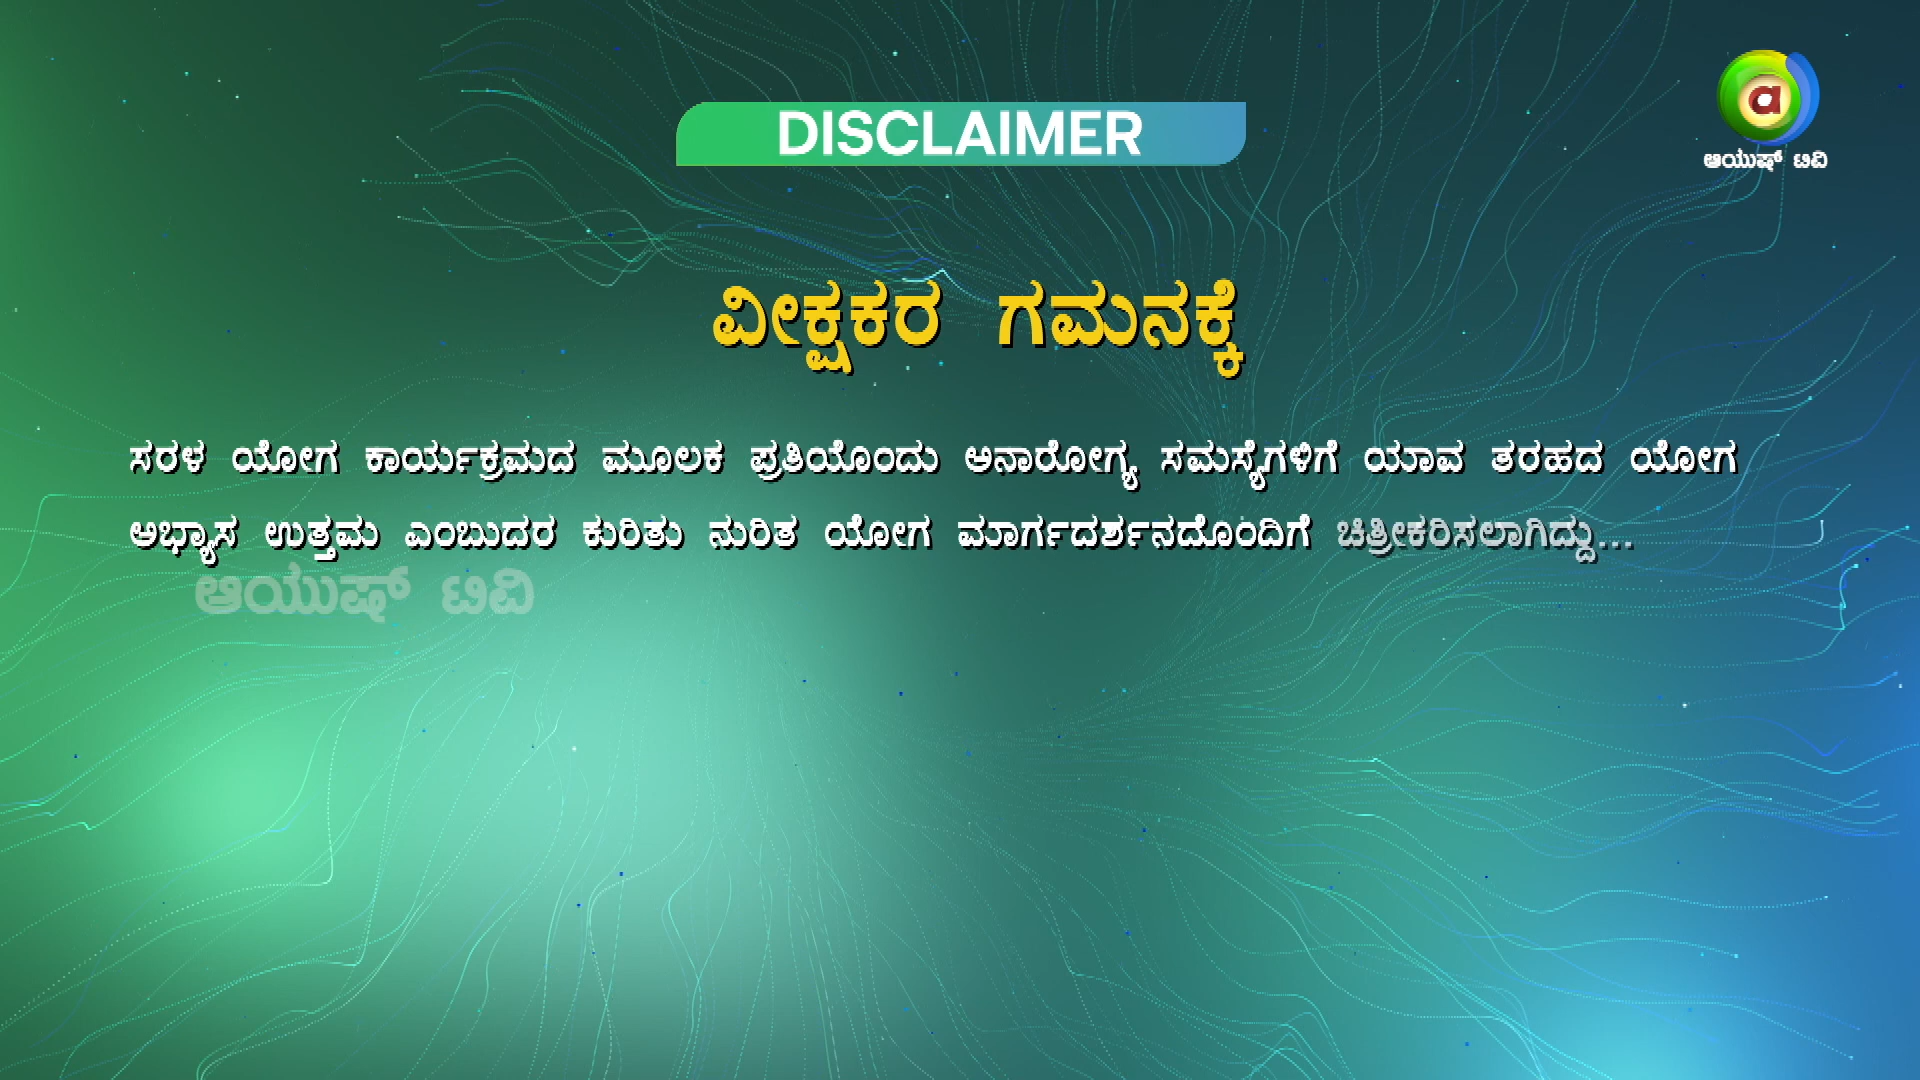 DISCLAIMER
ಆಯುಷ್ ಟಿವಿ
ವೀಕ್ಷಕರ ಗಮನಕ್ಕೆ
ಸರಳ ಯೋಗ ಕಾರ್ಯಕ್ರಮದ ಮೂಲಕ ಪ್ರತಿಯೊಂದು ಅನಾರೋಗ್ಯ ಸಮಸ್ಯೆಗಳಿಗೆ ಯಾವ ತರಹದ ಯೋಗ
ಅಭ್ಯಾಸ ಉತ್ತಮ ಎಂಬುದರ ಕುರಿತು ನುರಿತ ಯೋಗ ಮಾರ್ಗದರ್ಶನದೊಂದಿಗೆ ಚಿತ್ರೀಕರಿಸಲಾಗಿದ್ದು...
ಆಯುಷ್ ಟಿವಿ